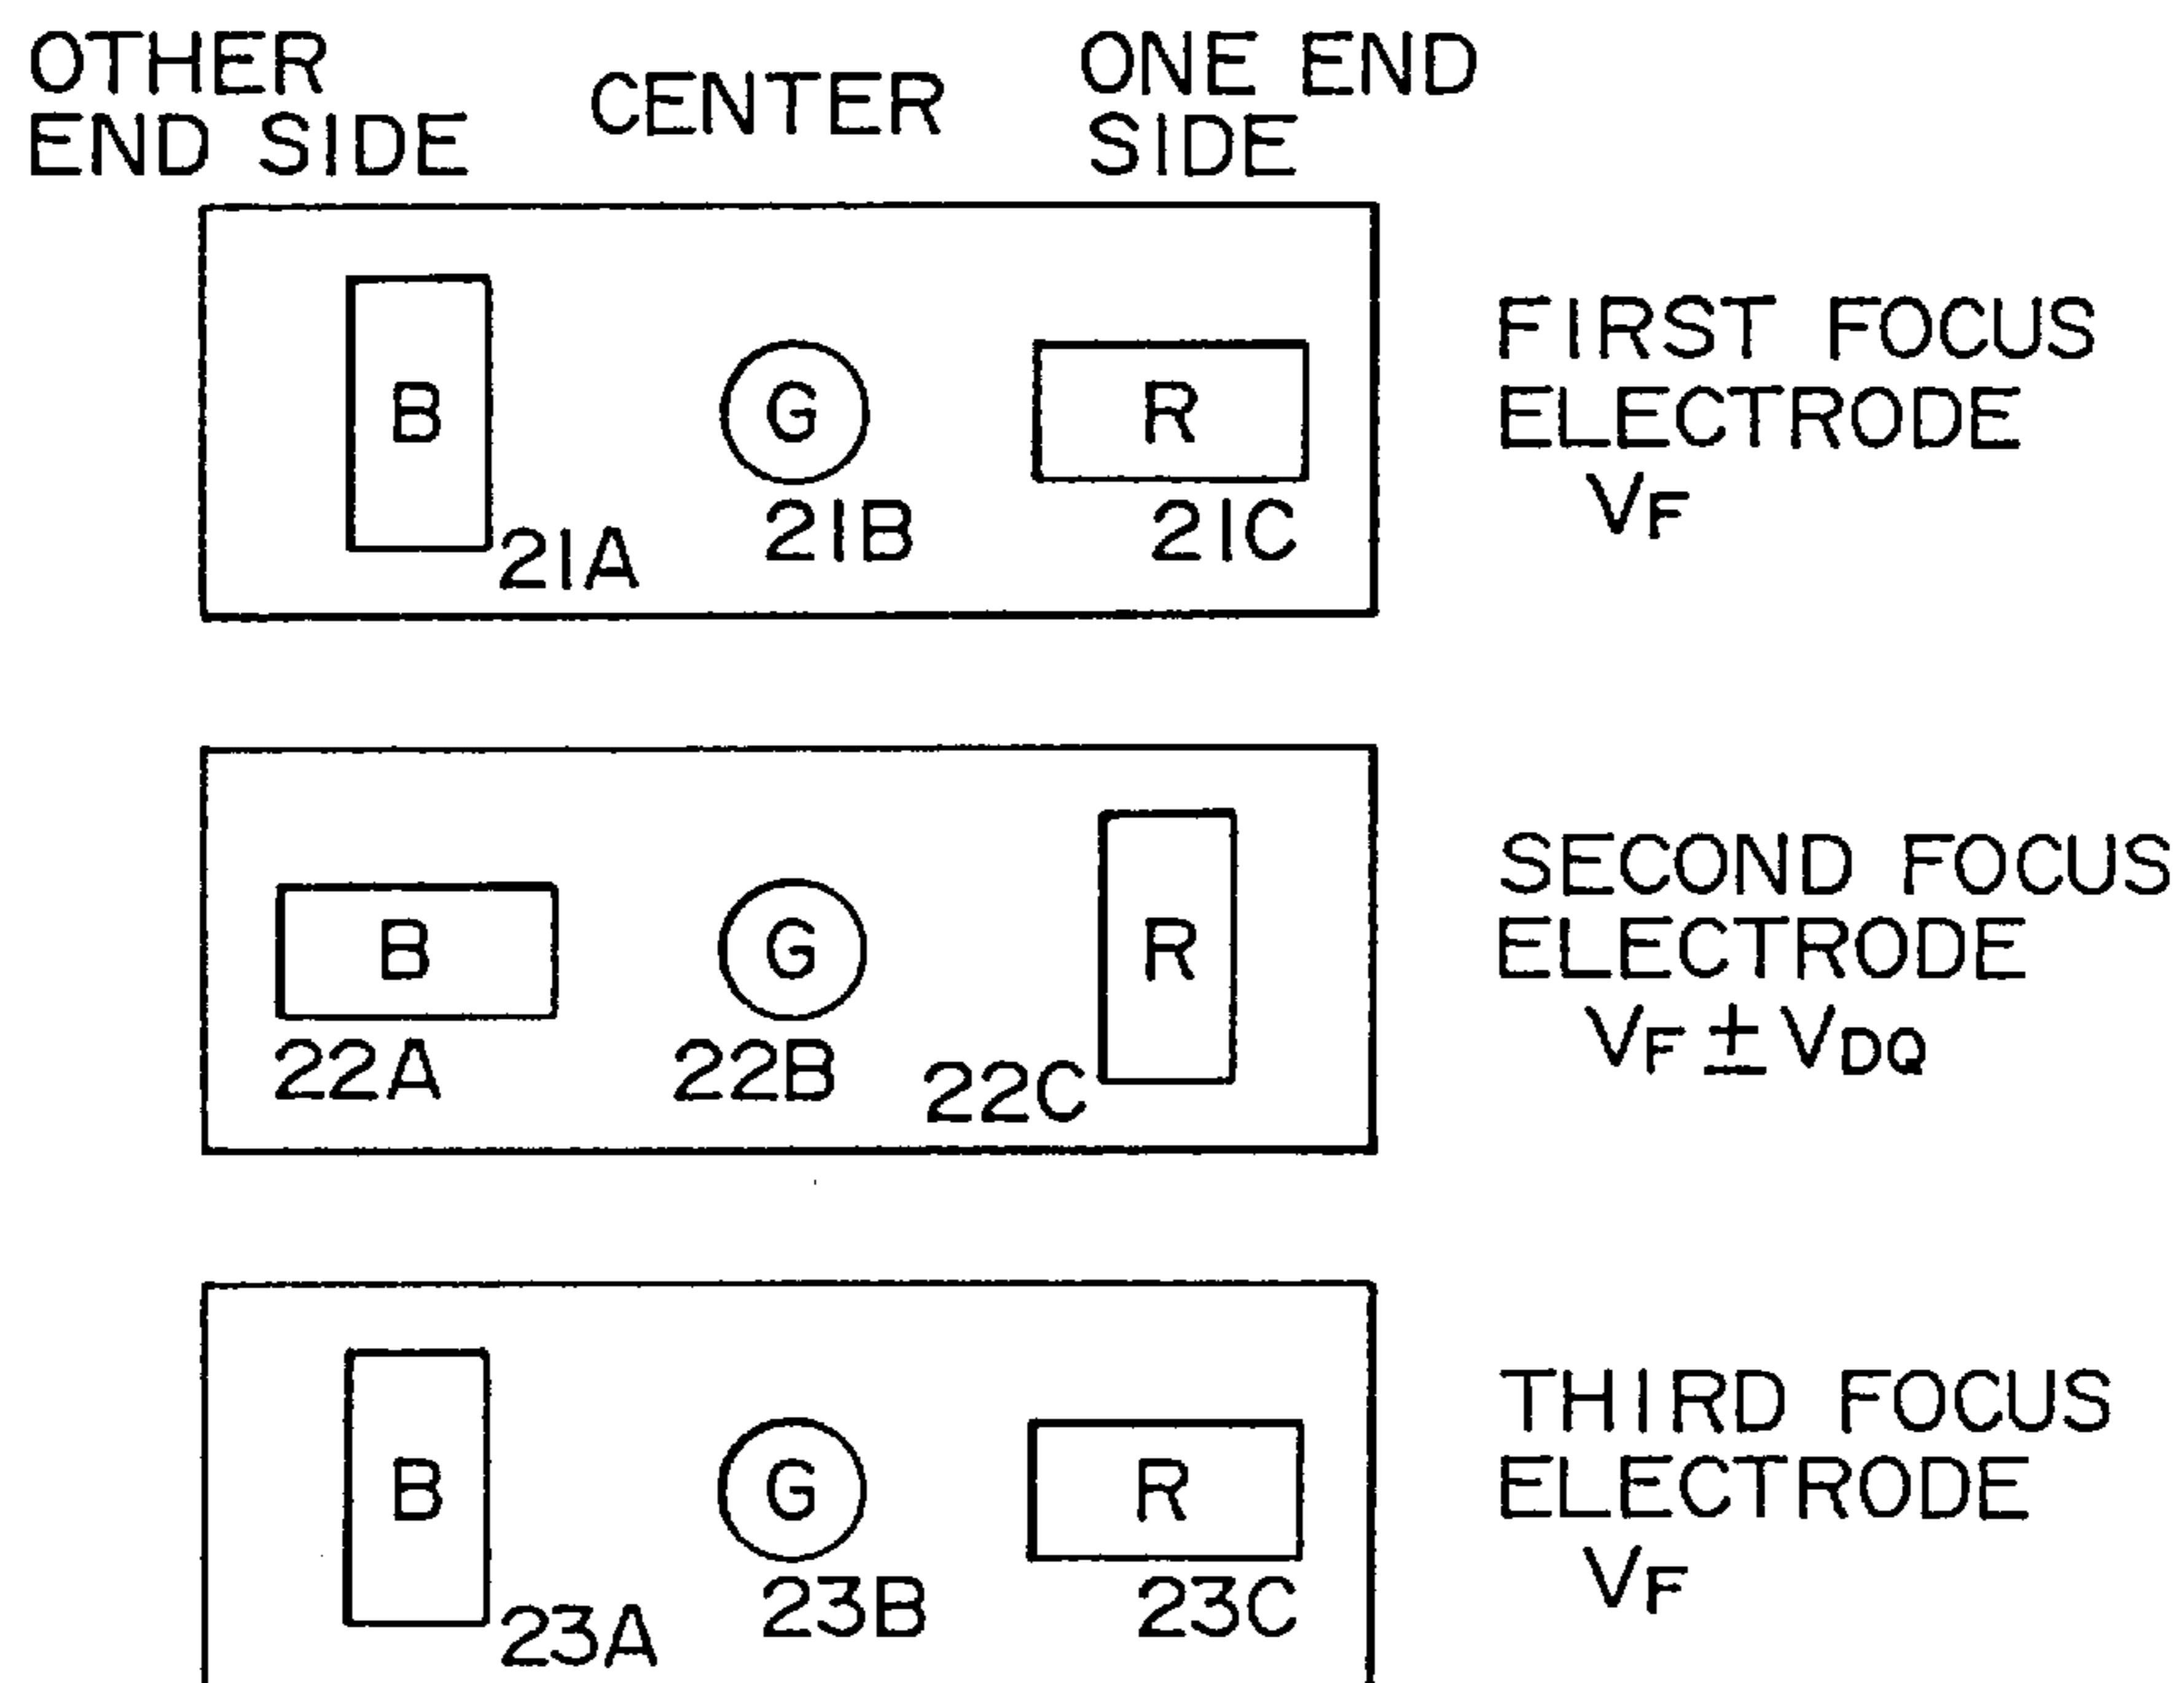 OTHER
END SIDE
CENTER
ONE END
SIDE
B
G
R
21A
21B
21C
FIRST FOCUS
ELECTRODE
VF
B
G
R
22A
22B
22C
SECOND FOCUS
ELECTRODE
VF ± VDQ
B
G
R
23A
23B
23C
THIRD FOCUS
ELECTRODE
VF